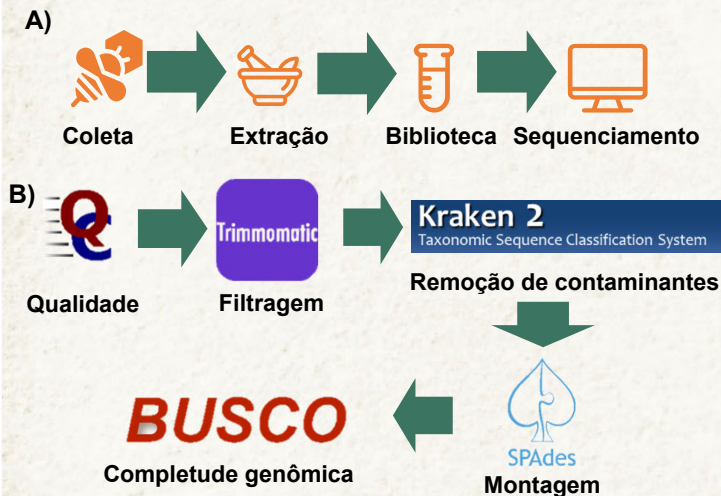 A)
Coleta
Extração
Biblioteca
Sequenciamento
B)
QC
Trimmomatic
Kraken 2
Taxonomic Sequence Classification System
Qualidade
Filtragem
Remoção de contaminantes
BUSCO
Completude genômica
SPAdes
Montagem